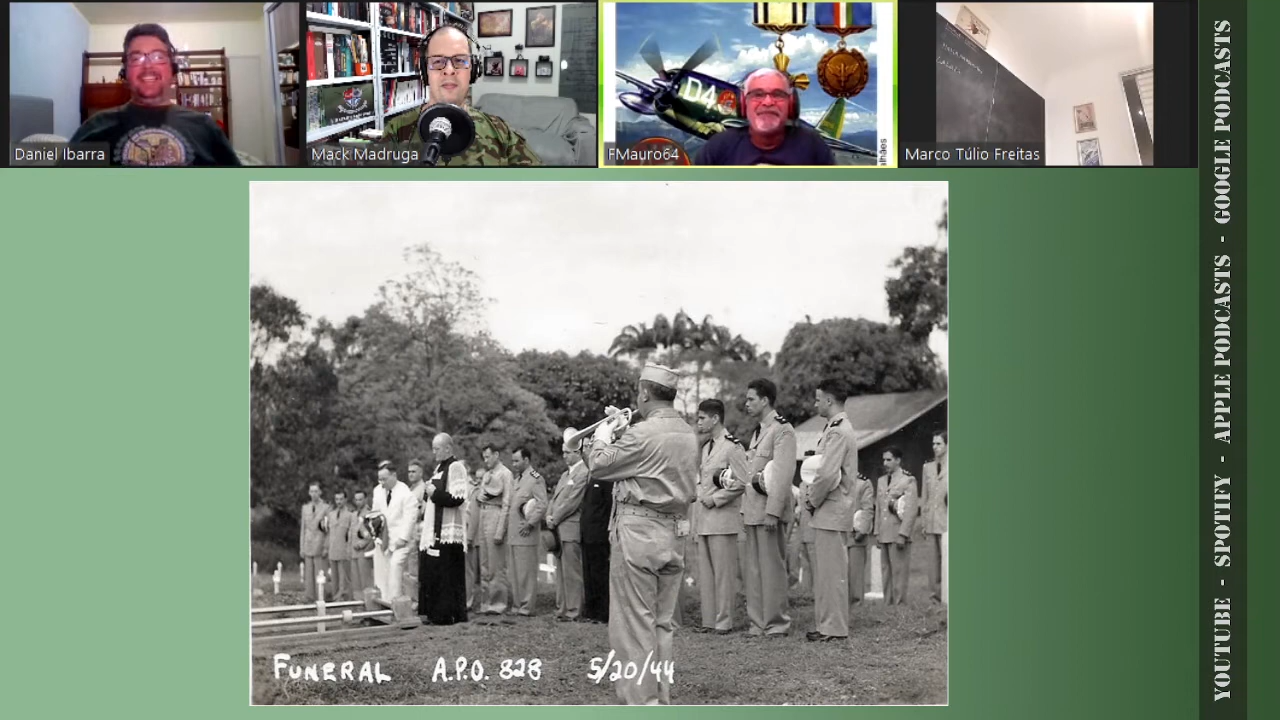 Daniel Ibarra
Mack Madruga
FMauro64
Marco Túlio Freitas
D4
FUNERAL A.P.O. 828 5/20/44
YOUTUBE - SPOTIFY - APPLE PODCASTS - GOOGLE PODCASTS